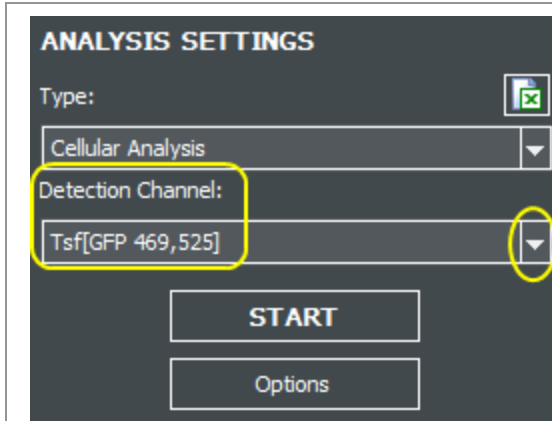 ANALYSIS SETTINGS
Type:
Cellular Analysis
Detection Channel:
Tsf[GFP 469,525]
START
Options